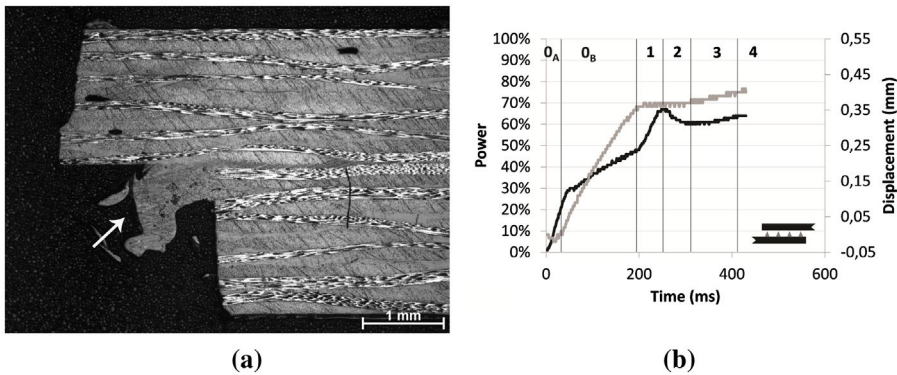 1 mm
(a)
100%
90%
80%
70%
60%
50%
40%
30%
20%
10%
0%
Power
0A 0B 1 2 3 4
0,55
0,45
0,35
0,25
0,15
0,05
-0,05
Displacement (mm)
0 200 400 600
Time (ms)
(b)